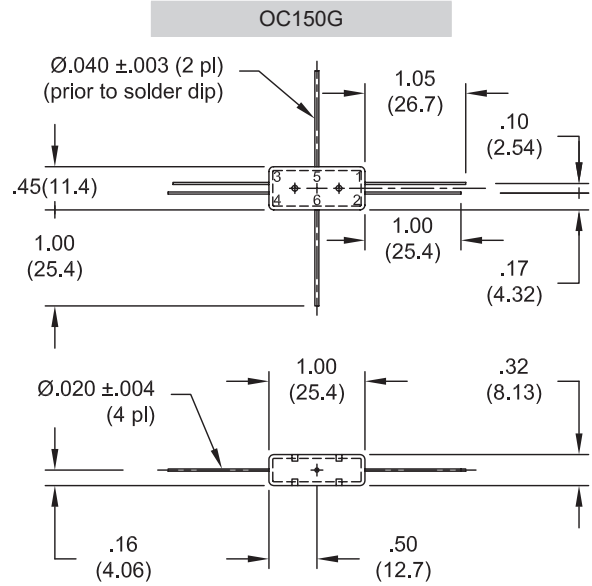 OC150G
Ø.040 ±.003 (2 pl)
(prior to solder dip)
1.05
(26.7)
.10
(2.54)
.45(11.4)
3 5 1
4 6 2
1.00
(25.4)
1.00
(25.4)
.17
(4.32)
Ø.020 ±.004
(4 pl)
1.00
(25.4)
.32
(8.13)
.16
(4.06)
.50
(12.7)